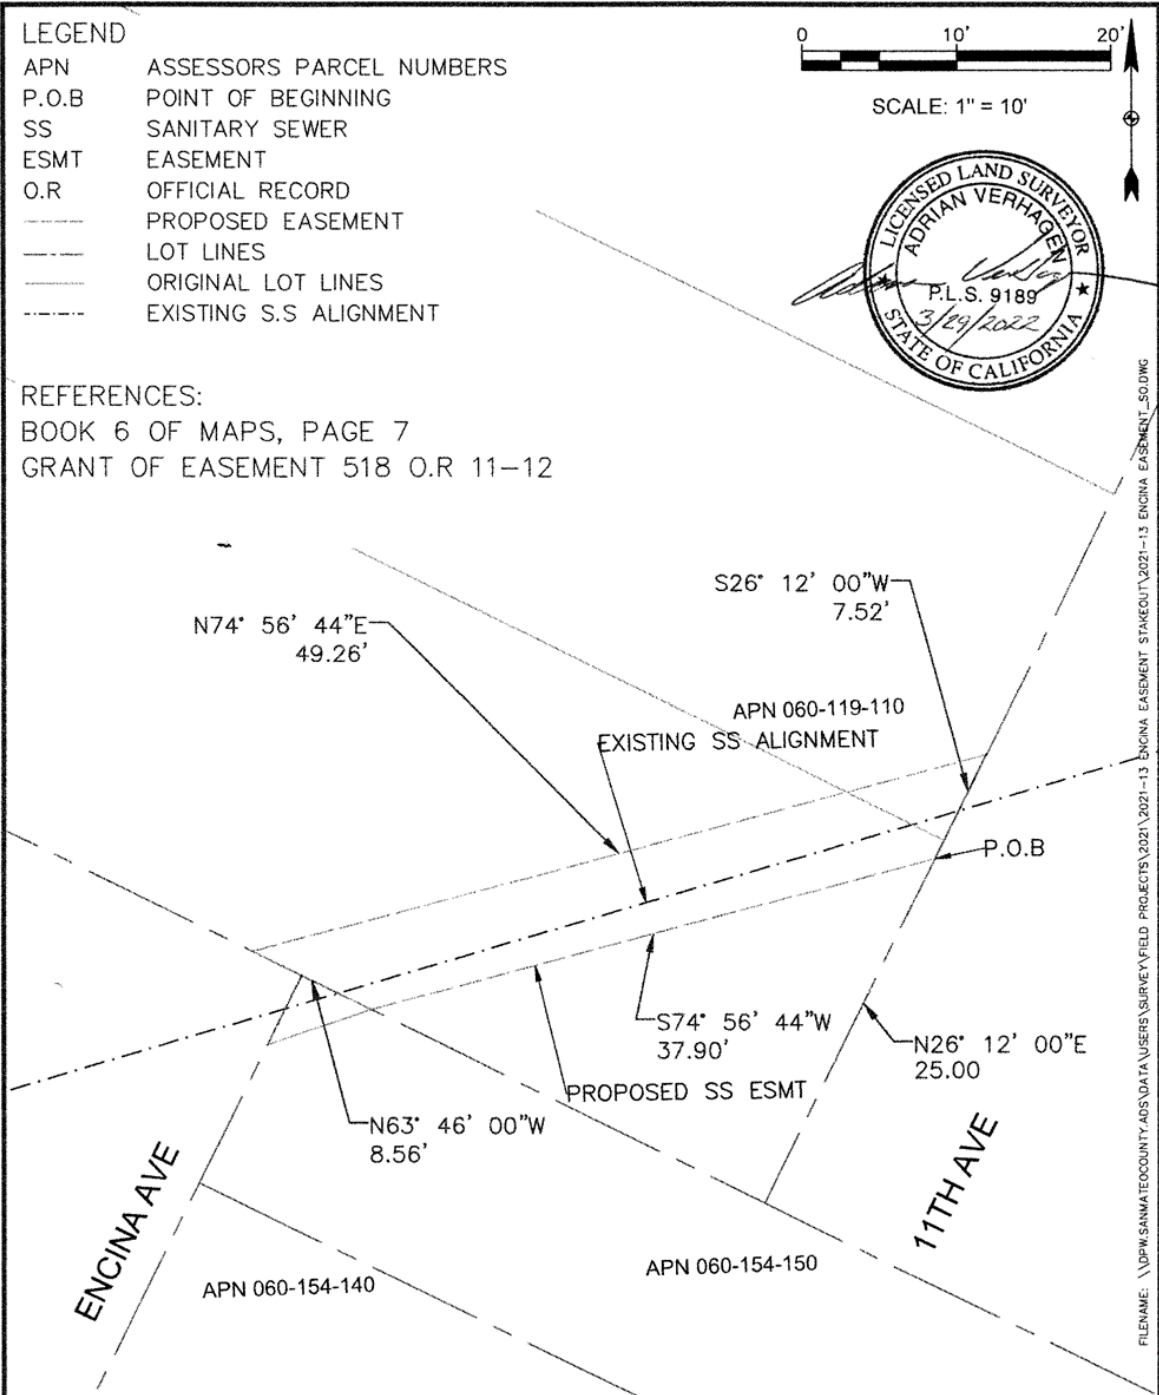 LEGEND
APN ASSESSORS PARCEL NUMBERS
P.O.B POINT OF BEGINNING
SS SANITARY SEWER
ESMT EASEMENT
O.R OFFICIAL RECORD
PROPOSED EASEMENT
LOT LINES
ORIGINAL LOT LINES
EXISTING S.S ALIGNMENT
0 10' 20'
SCALE: 1" = 10'
LICENSED LAND SURVEYOR
ADRIAN VERHAGEN
P.L.S. 9189
3/29/2022
STATE OF CALIFORNIA
REFERENCES:
BOOK 6 OF MAPS, PAGE 7
GRANT OF EASEMENT 518 O.R 11-12
S26° 12' 00"W
7.52'
N74° 56' 44"E
49.26'
APN 060-119-110
EXISTING SS ALIGNMENT
P.O.B
S74° 56' 44"W
37.90'
N26° 12' 00"E
25.00
PROPOSED SS ESMT
N63° 46' 00"W
8.56'
ENCINA AVE
11TH AVE
APN 060-154-140
APN 060-154-150
FILENAME: \\DPW.SANMATEOCOUNTY.ADS\DATA\USERS\SURVEY\FIELD PROJECTS\2021\2021-13 ENCINA EASEMENT STAKEOUT\2021-13 ENCINA EASEMENT_SO.DWG